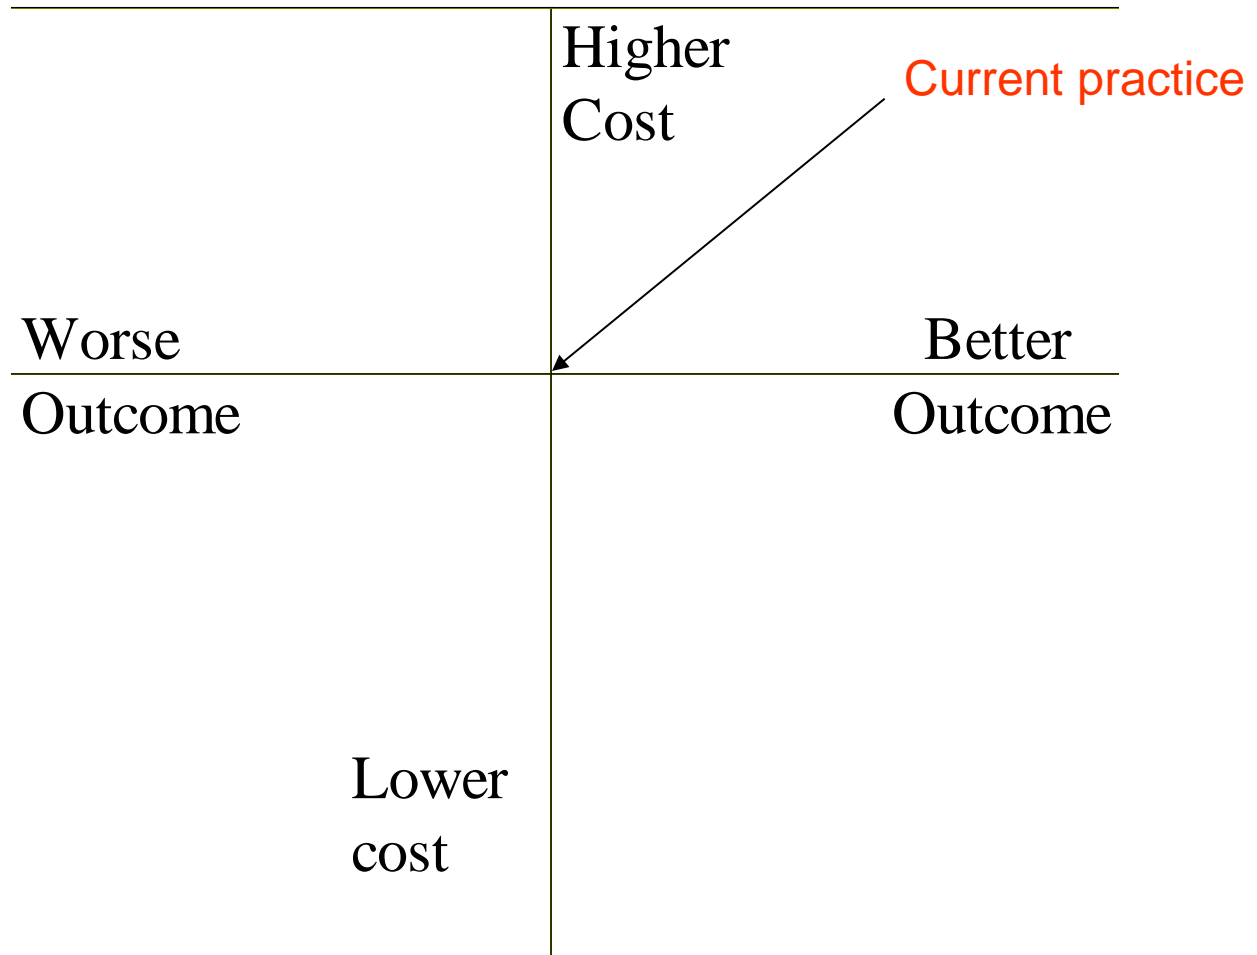 Higher
Cost
Current practice
Worse
Outcome
Better
Outcome
Lower
cost